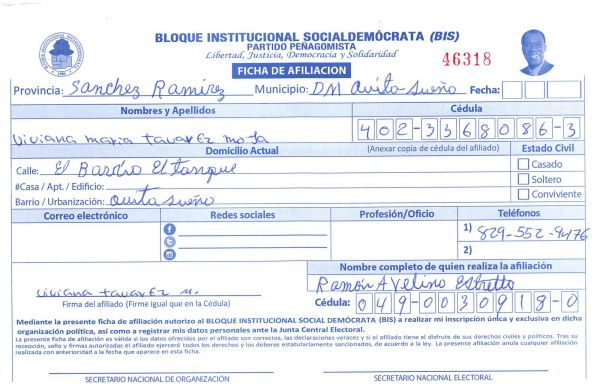 BLOQUE INSTITUCIONAL SOCIALDEMÓCRATA (BIS)
PARTIDO PEÑAGOMISTA
Libertad, Justicia, Democracia y Solidaridad
46318
FICHA DE AFILIACION
Provincia: Sanchez Ramirez Municipio: DM Quita Sueño Fecha:
Nombres y Apellidos Cédula
Viviana maria tavarEz mota 402-3368086-3
Domicilio Actual (Anexar copia de cédula del afiliado) Estado Civil
Calle: El Barrio El tanque Casado
#Casa / Apt. / Edificio: Soltero
Barrio / Urbanización: Quita Sueño Conviviente
Correo electrónico Redes sociales Profesión/Oficio Teléfonos
1) 829-552-9476
2)
Nombre completo de quien realiza la afiliación
Viviana tavarEz m. Ramon Avelino
Firma del afiliado (Firme igual que en la Cédula) Cédula: 049-0030918-0
Mediante la presente ficha de afiliación autorizo al BLOQUE INSTITUCIONAL SOCIAL DEMÓCRATA (BIS) a realizar mi inscripción única y exclusiva en dicha
organización política, así como a registrar mis datos personales ante la Junta Central Electoral.
La presente ficha de afiliación es válida si los datos ofrecidos por el afiliado son correctos, las declaraciones veraces y si el afiliado tiene el disfrute de sus derechos civiles y políticos. Tras su
recepción, sello y firmas autorizados el afiliado ejercerá todos los derechos y los deberes estatutariamente sancionados, de acuerdo a la ley. La presente afiliación anula cualquier afiliación
realizada con anterioridad a la fecha que aparece en esta ficha.
SECRETARIO NACIONAL DE ORGANIZACIÓN SECRETARIO NACIONAL ELECTORAL